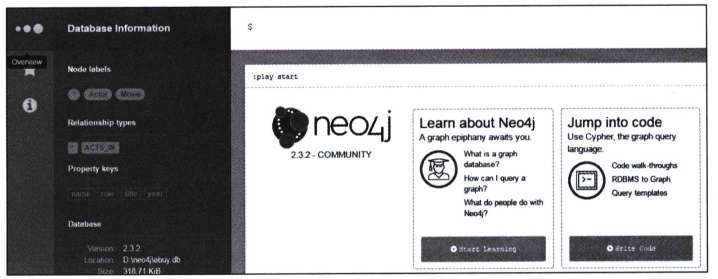 Database Information
Overview
Node labels
* Actor Movie
Relationship types
* ACTS_IN
Property keys
name role title year
Database
Version: 2.3.2
Location: D:\neo4j\ebuy.db
Size: 318.71 KiB
$
:play start
neo4j
2.3.2 - COMMUNITY
Learn about Neo4j
A graph epiphany awaits you.
What is a graph
database?
How can I query a
graph?
What do people do with
Neo4j?
Start Learning
Jump into code
Use Cypher, the graph query
language.
Code walk-throughs
RDBMS to Graph
Query templates
Write Code